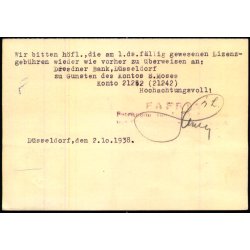 Wir bitten höfl.,die am 1.ds.fällig gewesenen Lizenz-
gebühren wieder wie vorher zu überweisen an:
Dresdner Bank,Düsseldorf
zu Gunsten des Kontos S.Moses
Konto 21252 (21242)
Hochachtungsvoll:
Düsseldorf,den 2.10.1938.